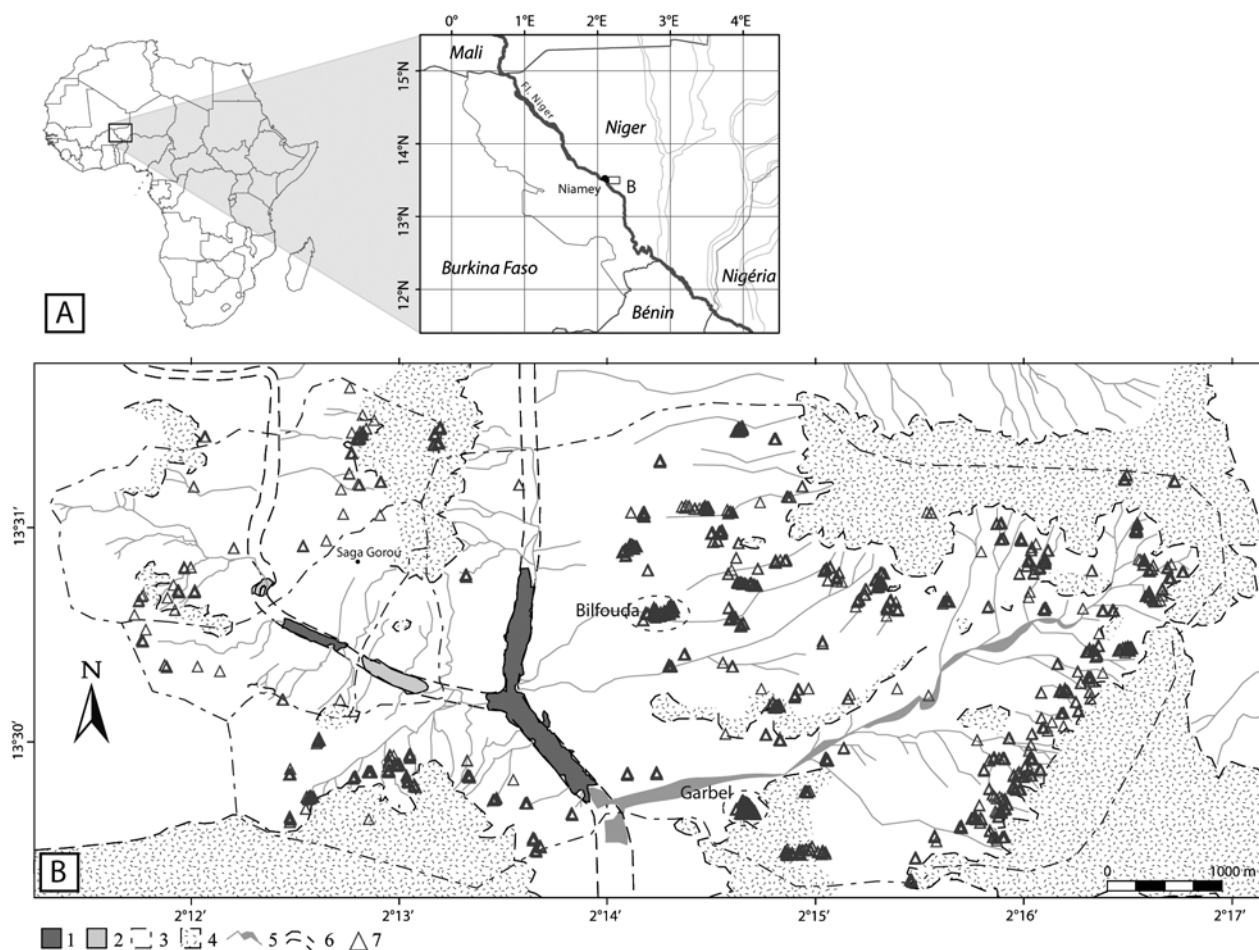 0° 1°E 2°E 3°E 4°E
Mali
15°N
Fl. Niger
Niger
14°N
Niamey
B
13°N
Burkina Faso
Nigéria
12°N
Bénin
A
13°31'
Saga Gorou
Bilfouda
N
13°30'
Garbel
B
0 1000 m
2°12' 2°13' 2°14' 2°15' 2°16' 2°17'
1 2 3 4 5 6 7